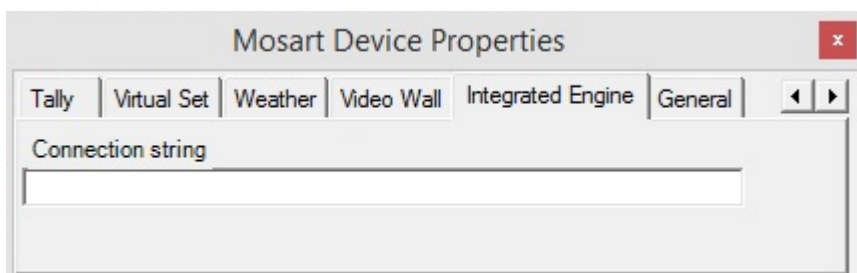 Mosart Device Properties
x
Tally Virtual Set Weather Video Wall Integrated Engine General
Connection string